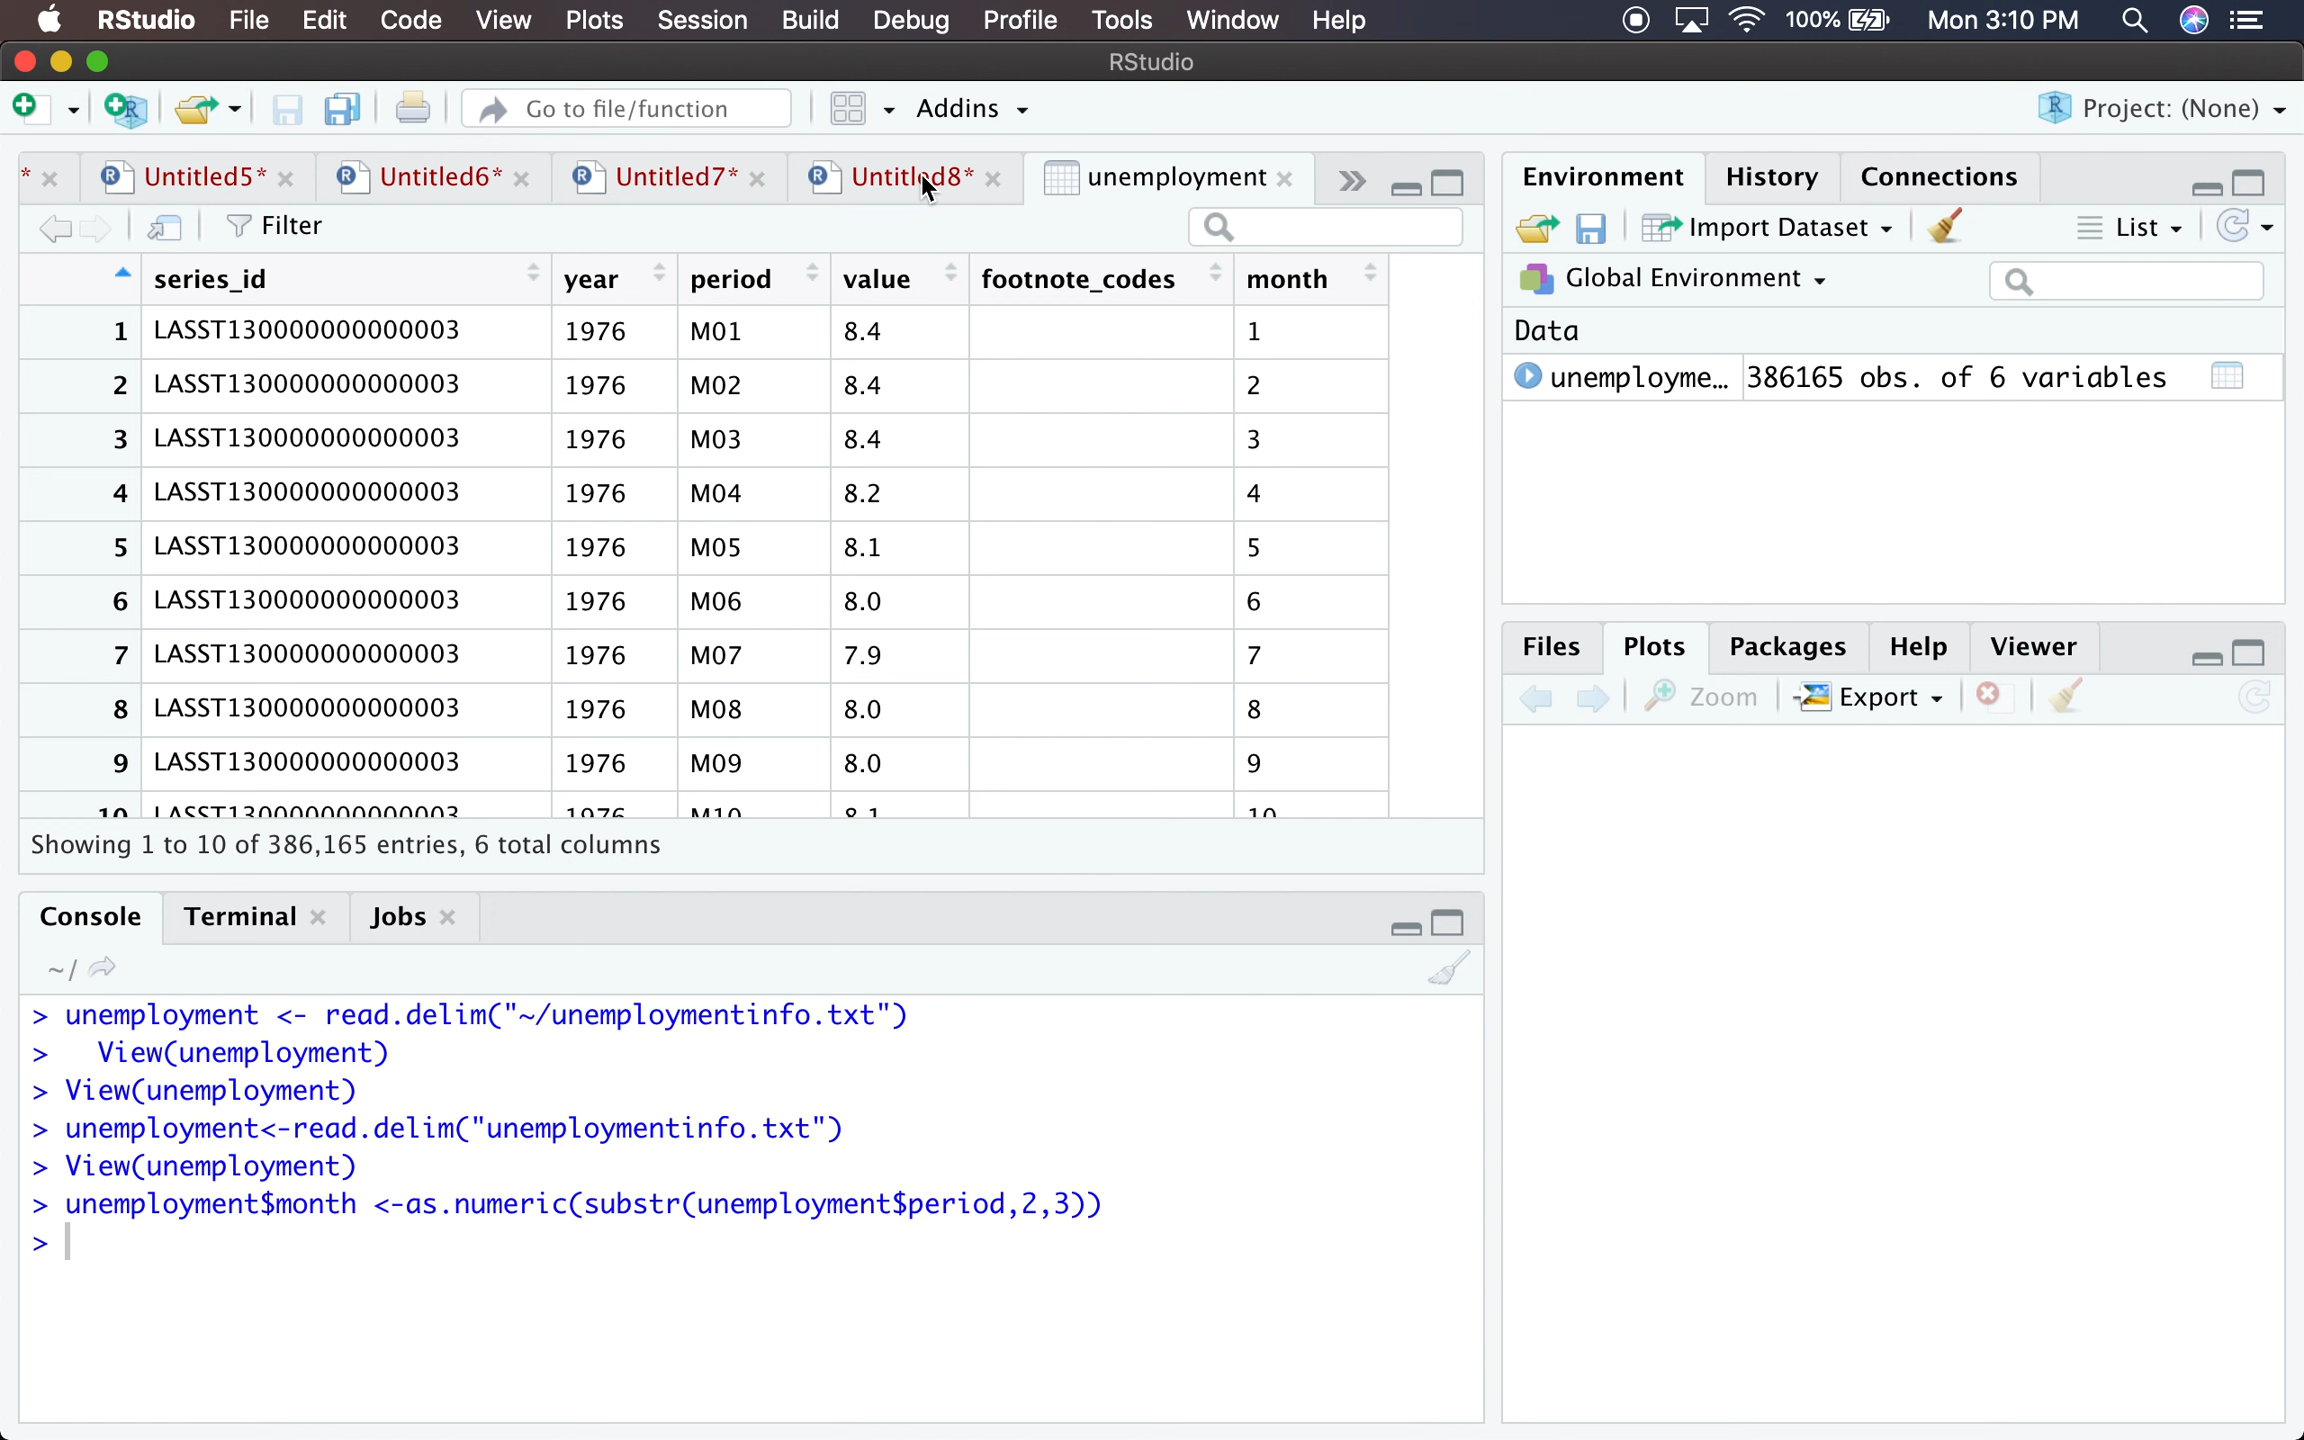 RStudio File Edit Code View Plots Session Build Debug Profile Tools Window Help 100% Mon 3:10 PM
RStudio
Go to file/function Addins Project: (None)
* Untitled5* Untitled6* Untitled7* Untitled8* unemployment
Filter
series_id year period value footnote_codes month
1 LASST130000000000003 1976 M01 8.4 1
2 LASST130000000000003 1976 M02 8.4 2
3 LASST130000000000003 1976 M03 8.4 3
4 LASST130000000000003 1976 M04 8.2 4
5 LASST130000000000003 1976 M05 8.1 5
6 LASST130000000000003 1976 M06 8.0 6
7 LASST130000000000003 1976 M07 7.9 7
8 LASST130000000000003 1976 M08 8.0 8
9 LASST130000000000003 1976 M09 8.0 9
10 LASST130000000000003 1976 M10 8.1 10
Showing 1 to 10 of 386,165 entries, 6 total columns
Console Terminal Jobs
~/
> unemployment <- read.delim("~/unemploymentinfo.txt")
>   View(unemployment)
> View(unemployment)
> unemployment<-read.delim("unemploymentinfo.txt")
> View(unemployment)
> unemployment$month <-as.numeric(substr(unemployment$period,2,3))
>
Environment History Connections
Import Dataset List
Global Environment
Data
unemployme… 386165 obs. of 6 variables
Files Plots Packages Help Viewer
Zoom Export